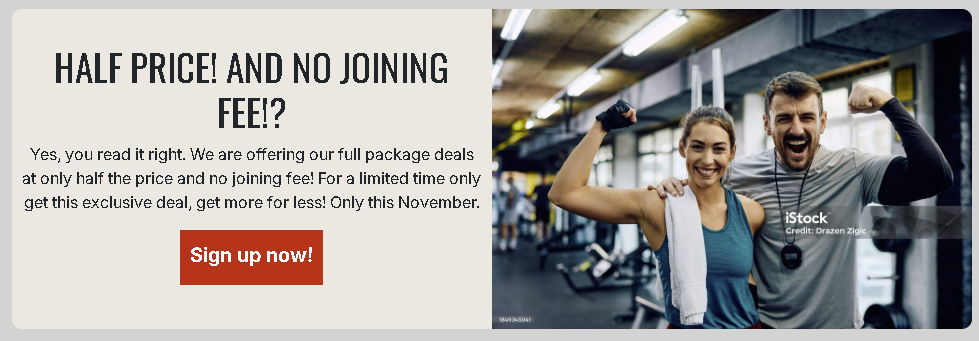 HALF PRICE! AND NO JOINING
FEE!?
Yes, you read it right. We are offering our full package deals
at only half the price and no joining fee! For a limited time only
get this exclusive deal, get more for less! Only this November.
Sign up now!
iStock
Credit: Drazen Zigic
1849345041